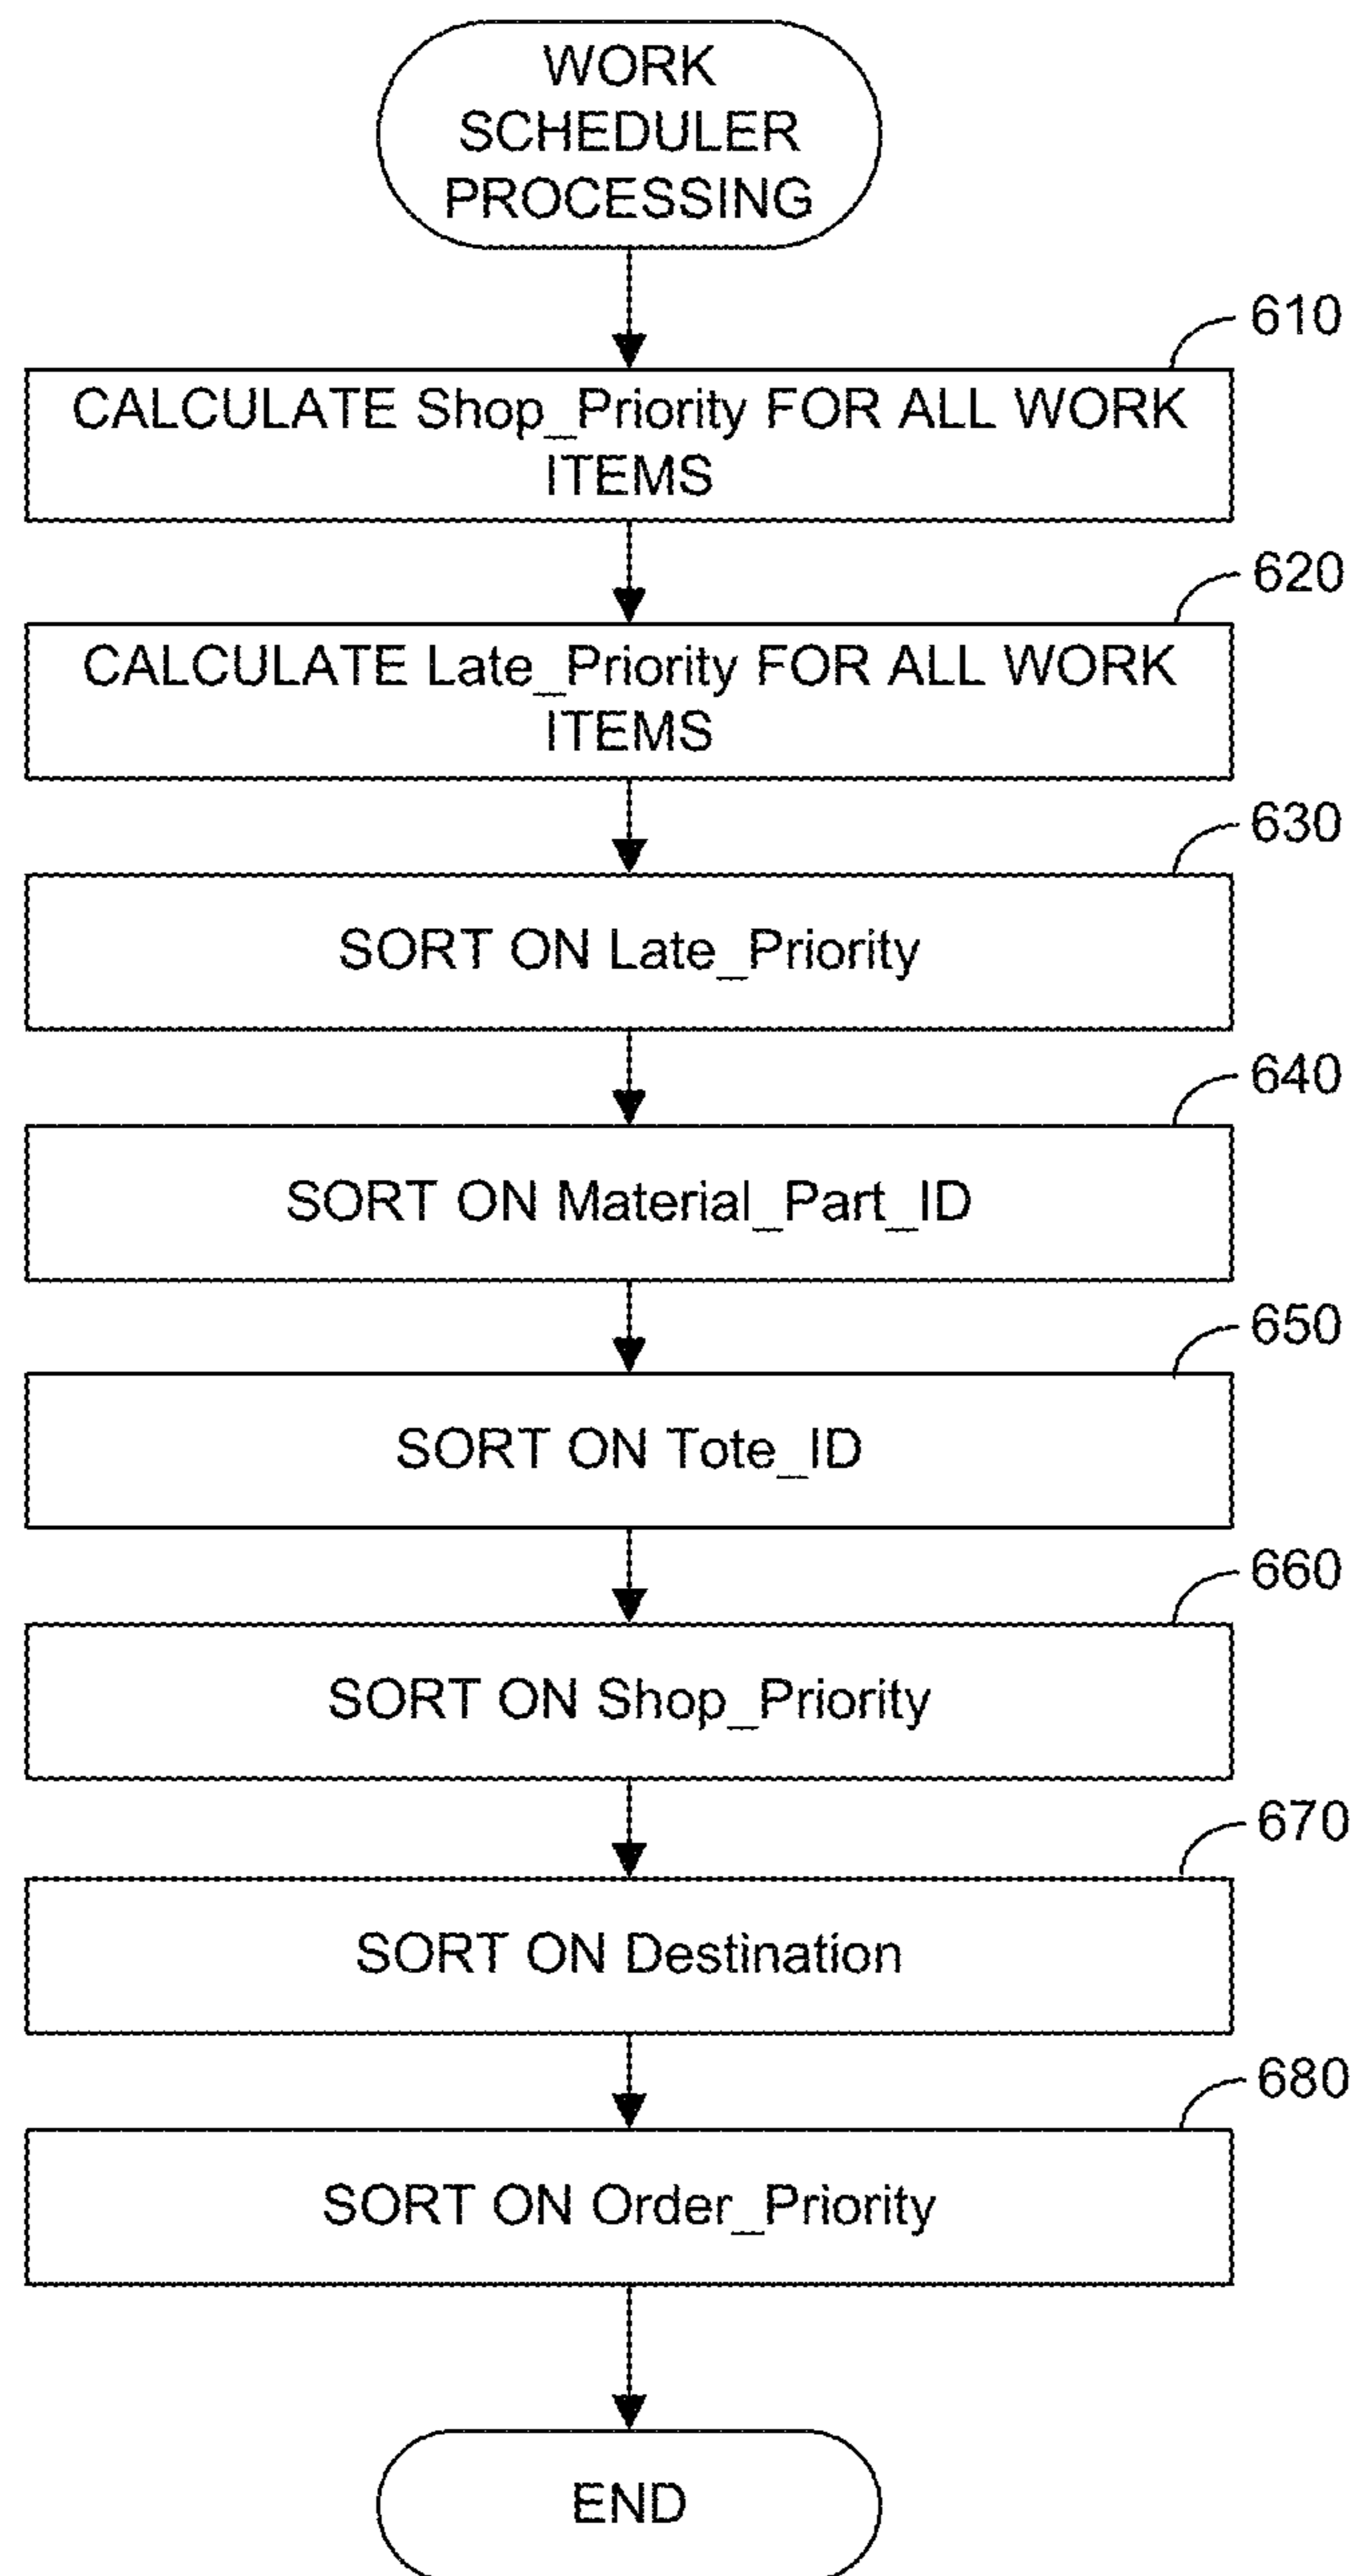 WORK
SCHEDULER
PROCESSING
610
CALCULATE Shop_Priority FOR ALL WORK
ITEMS
620
CALCULATE Late_Priority FOR ALL WORK
ITEMS
630
SORT ON Late_Priority
640
SORT ON Material_Part_ID
650
SORT ON Tote_ID
660
SORT ON Shop_Priority
670
SORT ON Destination
680
SORT ON Order_Priority
END